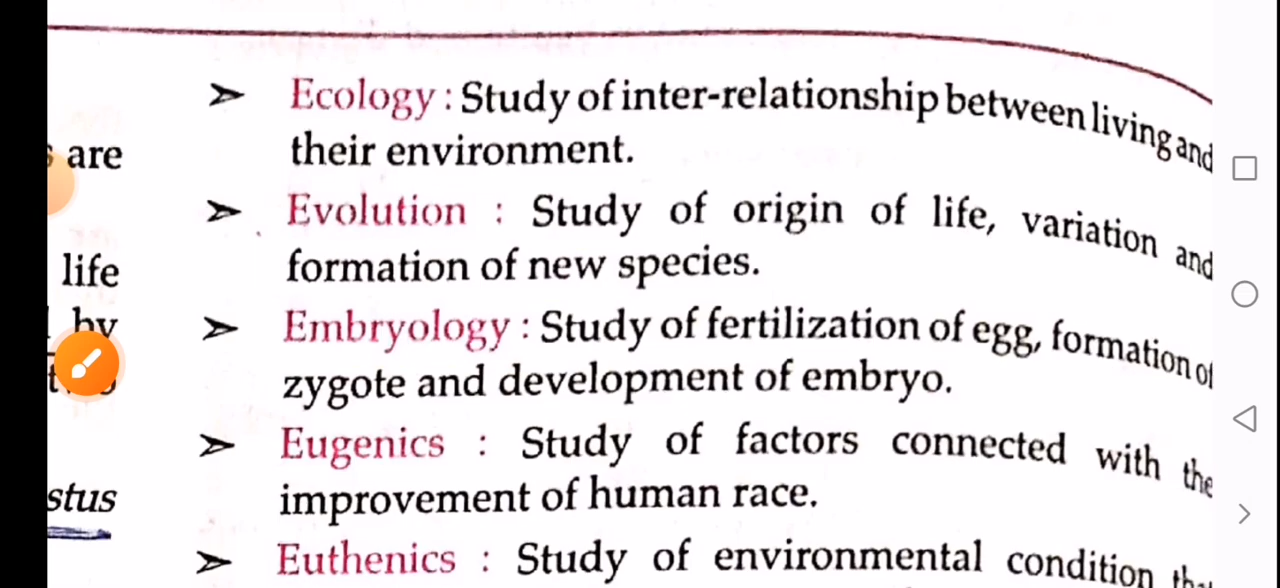 ➢ Ecology : Study of inter-relationship between living and
their environment.
➢ Evolution : Study of origin of life, variation and
formation of new species.
➢ Embryology : Study of fertilization of egg, formation of
zygote and development of embryo.
➢ Eugenics : Study of factors connected with the
improvement of human race.
➢ Euthenics : Study of environmental condition
are
life
by
stus